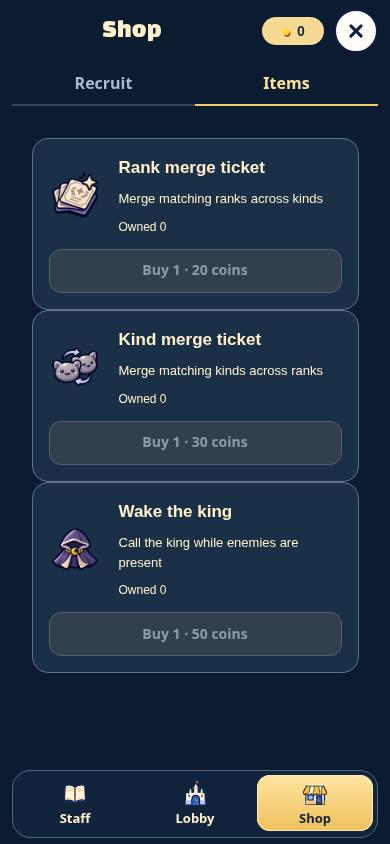 Shop
0
Recruit
Items
Rank merge ticket
Merge matching ranks across kinds
Owned 0
Buy 1 · 20 coins
Kind merge ticket
Merge matching kinds across ranks
Owned 0
Buy 1 · 30 coins
Wake the king
Call the king while enemies are
present
Owned 0
Buy 1 · 50 coins
Staff
Lobby
Shop